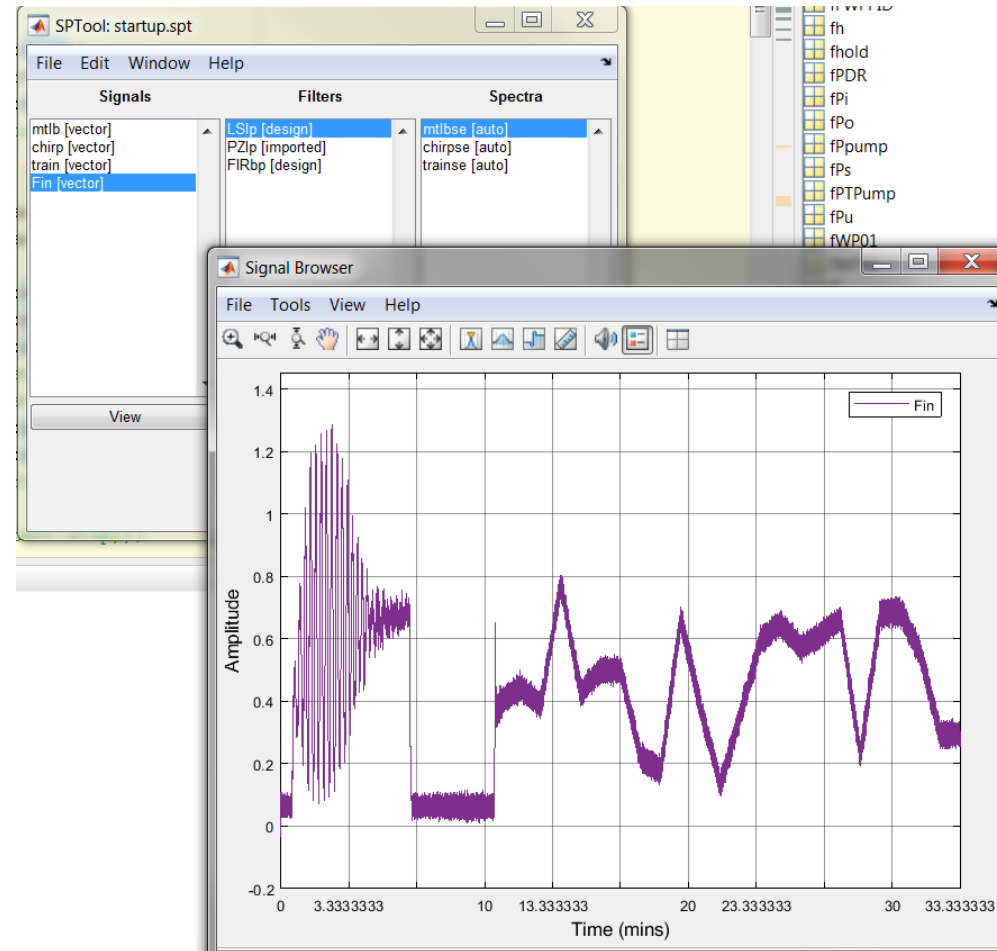 SPTool: startup.spt
File Edit Window Help
Signals Filters Spectra
mtlb [vector]
chirp [vector]
train [vector]
Fin [vector]
LSlp [design]
PZlp [imported]
FIRbp [design]
mtlbse [auto]
chirpse [auto]
trainse [auto]
View
fh
fhold
fPDR
fPi
fPo
fPpump
fPs
fPTPump
fPu
fWP01
Signal Browser
File Tools View Help
Fin
1.4
1.2
1
0.8
0.6
0.4
0.2
0
-0.2
Amplitude
0 3.3333333 10 13.333333 20 23.333333 30 33.333333
Time (mins)